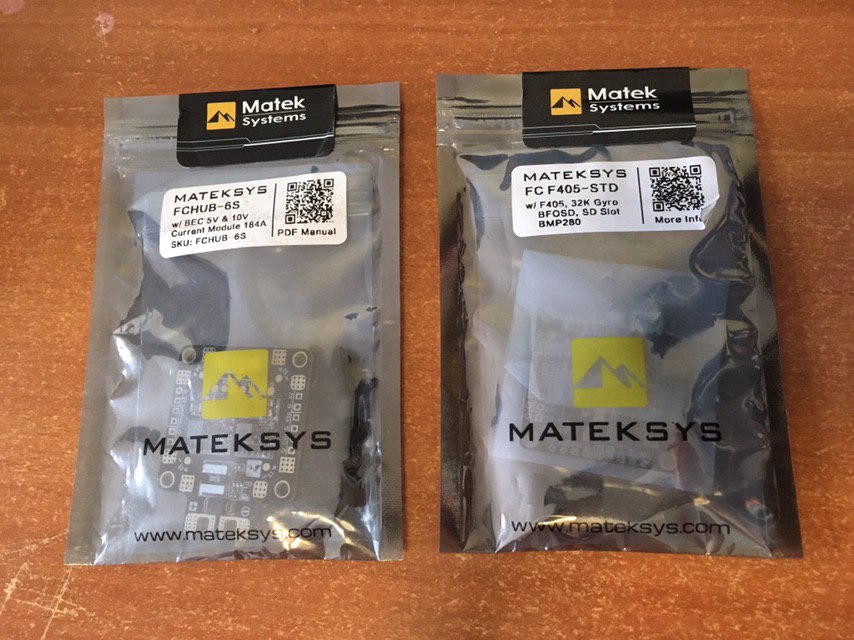 Matek
Systems
MATEKSYS
FCHUB-6S
w/ BEC 5V & 10V
Current Module 184A
SKU: FCHUB-6S
PDF Manual
MATEKSYS
www.mateksys.com
Matek
Systems
MATEKSYS
FC F405-STD
w/ F405, 32K Gyro
BFOSD, SD Slot
BMP280
More Inf
MATEKSYS
www.mateksys.com